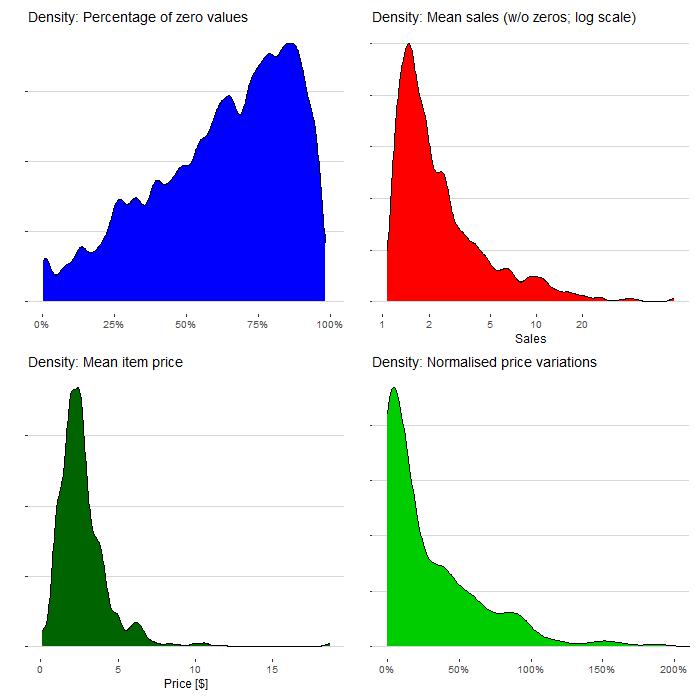 Density: Percentage of zero values
0% 25% 50% 75% 100%
Density: Mean sales (w/o zeros; log scale)
1 2 5 10 20
Sales
Density: Mean item price
0 5 10 15
Price [$]
Density: Normalised price variations
0% 50% 100% 150% 200%